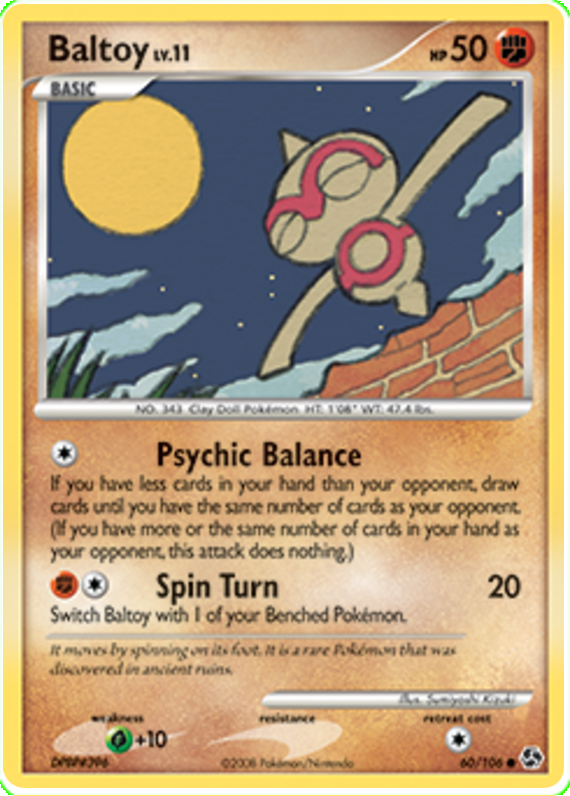 Baltoy LV.11 HP 50
BASIC
NO. 343 Clay Doll Pokémon HT: 1'08" WT: 47.4 lbs.
Psychic Balance
If you have less cards in your hand than your opponent, draw
cards until you have the same number of cards as your opponent.
(If you have more or the same number of cards in your hand as
your opponent, this attack does nothing.)
Spin Turn 20
Switch Baltoy with 1 of your Benched Pokémon.
It moves by spinning on its foot. It is a rare Pokémon that was
discovered in ancient ruins.
Illus. Sumiyoshi Kizuki
weakness resistance retreat cost
+10
DPBP#396 ©2008 Pokémon/Nintendo 60/106